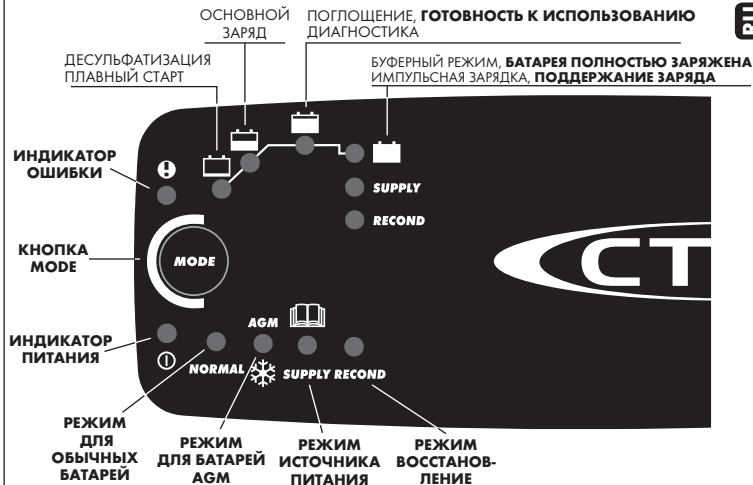 ОСНОВНОЙ
ЗАРЯД
ПОГЛОЩЕНИЕ, ГОТОВНОСТЬ К ИСПОЛЬЗОВАНИЮ
ДИАГНОСТИКА
RU
ДЕСУЛЬФАТИЗАЦИЯ
ПЛАВНЫЙ СТАРТ
БУФЕРНЫЙ РЕЖИМ, БАТАРЕЯ ПОЛНОСТЬЮ ЗАРЯЖЕНА
ИМПУЛЬСНАЯ ЗАРЯДКА, ПОДДЕРЖАНИЕ ЗАРЯДА
ИНДИКАТОР
ОШИБКИ
SUPPLY
RECOND
КНОПКА
MODE
MODE
CT
ИНДИКАТОР
ПИТАНИЯ
AGM
NORMAL
SUPPLY RECOND
РЕЖИМ
ДЛЯ
ОБЫЧНЫХ
БАТАРЕЙ
РЕЖИМ
ДЛЯ БАТАРЕЙ
AGM
РЕЖИМ
ИСТОЧНИКА
ПИТАНИЯ
РЕЖИМ
ВОССТАНОВ-
ЛЕНИЕ